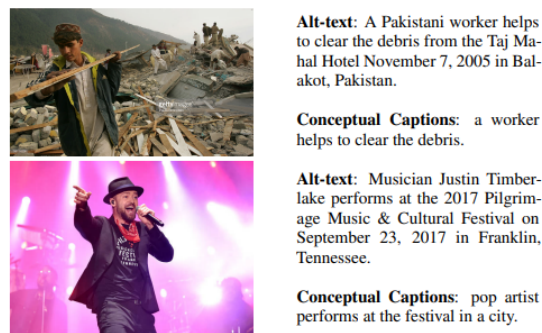 Alt-text: A Pakistani worker helps
to clear the debris from the Taj Ma-
hal Hotel November 7, 2005 in Bal-
akot, Pakistan.
Conceptual Captions: a worker
helps to clear the debris.
Alt-text: Musician Justin Timber-
lake performs at the 2017 Pilgrim-
age Music & Cultural Festival on
September 23, 2017 in Franklin,
Tennessee.
Conceptual Captions: pop artist
performs at the festival in a city.
gettyimages